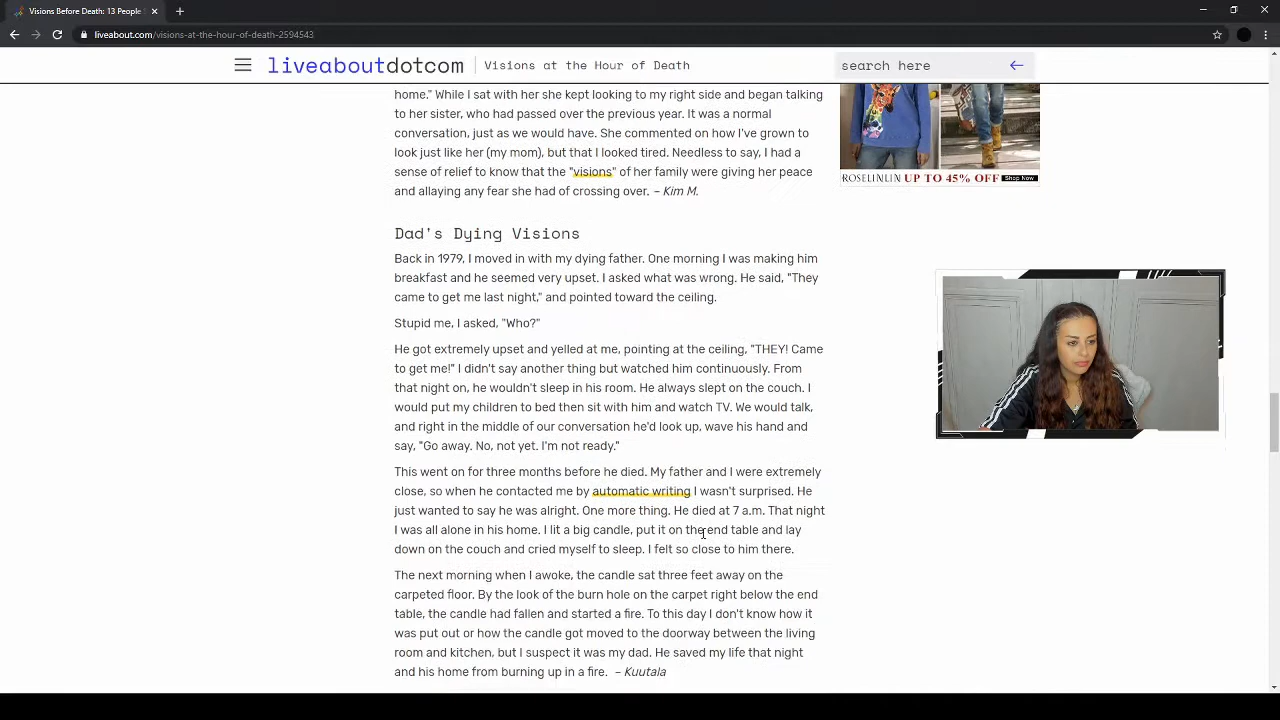 Visions Before Death: 13 People
liveabout.com/visions-at-the-hour-of-death-2594543
liveaboutdotcom
Visions at the Hour of Death
search here
home." While I sat with her she kept looking to my right side and began talking
to her sister, who had passed over the previous year. It was a normal
conversation, just as we would have. She commented on how I've grown to
look just like her (my mom), but that I looked tired. Needless to say, I had a
sense of relief to know that the "visions" of her family were giving her peace
and allaying any fear she had of crossing over. – Kim M.
ROSELINLIN UP TO 45% OFF Shop Now
Dad's Dying Visions
Back in 1979, I moved in with my dying father. One morning I was making him
breakfast and he seemed very upset. I asked what was wrong. He said, "They
came to get me last night," and pointed toward the ceiling.
Stupid me, I asked, "Who?"
He got extremely upset and yelled at me, pointing at the ceiling, "THEY! Came
to get me!" I didn't say another thing but watched him continuously. From
that night on, he wouldn't sleep in his room. He always slept on the couch. I
would put my children to bed then sit with him and watch TV. We would talk,
and right in the middle of our conversation he'd look up, wave his hand and
say, "Go away. No, not yet. I'm not ready."
This went on for three months before he died. My father and I were extremely
close, so when he contacted me by automatic writing I wasn't surprised. He
just wanted to say he was alright. One more thing. He died at 7 a.m. That night
I was all alone in his home. I lit a big candle, put it on the end table and lay
down on the couch and cried myself to sleep. I felt so close to him there.
The next morning when I awoke, the candle sat three feet away on the
carpeted floor. By the look of the burn hole on the carpet right below the end
table, the candle had fallen and started a fire. To this day I don't know how it
was put out or how the candle got moved to the doorway between the living
room and kitchen, but I suspect it was my dad. He saved my life that night
and his home from burning up in a fire. – Kuutala